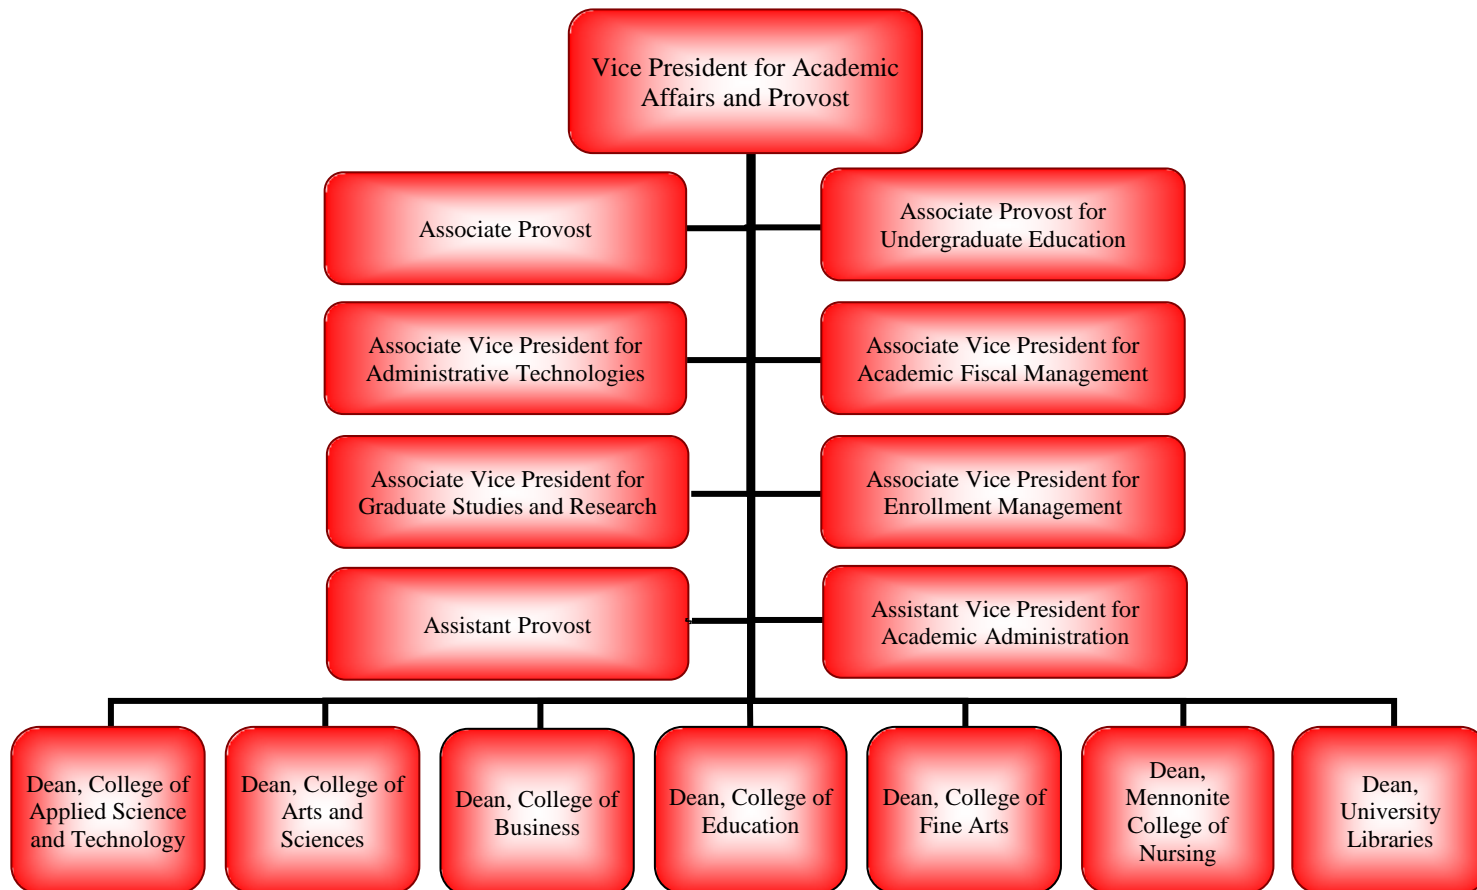 Vice President for Academic
Affairs and Provost
Associate Provost
Associate Provost for
Undergraduate Education
Associate Vice President for
Administrative Technologies
Associate Vice President for
Academic Fiscal Management
Associate Vice President for
Graduate Studies and Research
Associate Vice President for
Enrollment Management
Assistant Provost
Assistant Vice President for
Academic Administration
Dean, College of
Applied Science
and Technology
Dean, College of
Arts and
Sciences
Dean, College of
Business
Dean, College of
Education
Dean, College of
Fine Arts
Dean,
Mennonite
College of
Nursing
Dean,
University
Libraries